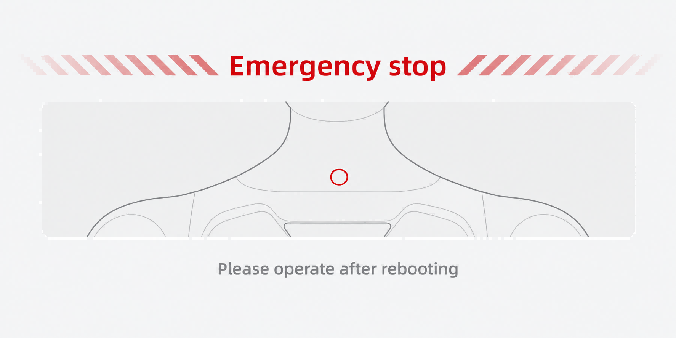 Emergency stop
Please operate after rebooting